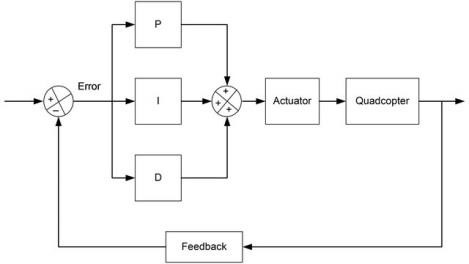 P
Error
+
−
I
+
+
+
Actuator
Quadcopter
D
Feedback